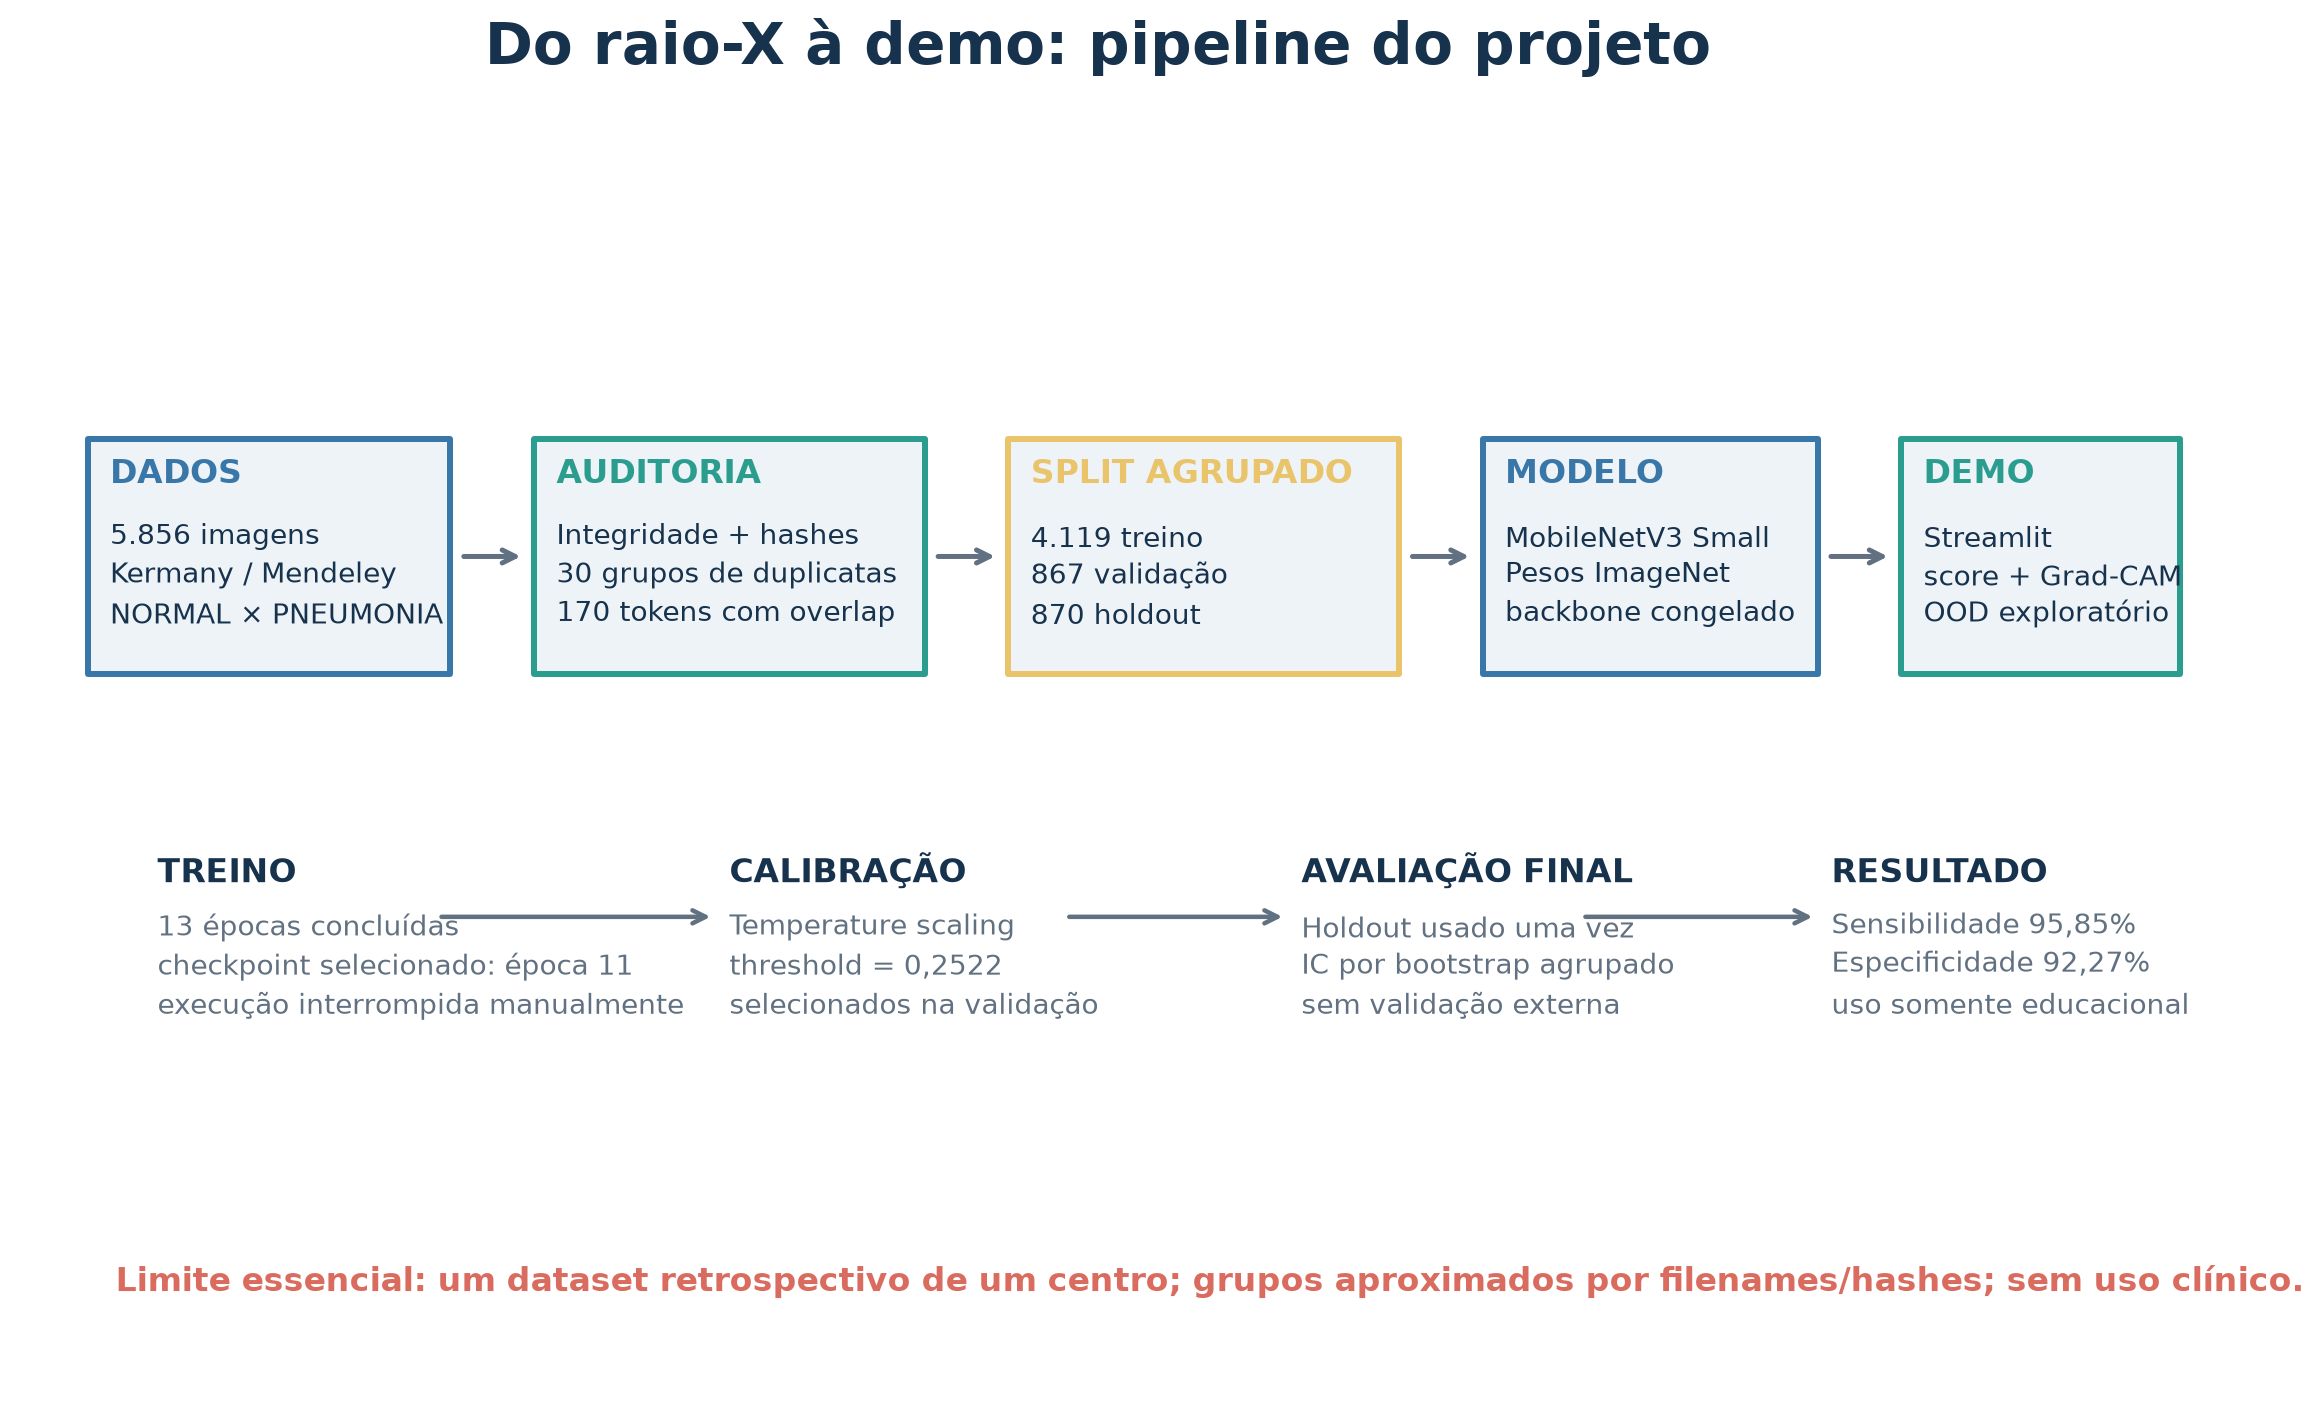 Do raio-X à demo: pipeline do projeto
DADOS
5.856 imagens
Kermany / Mendeley
NORMAL × PNEUMONIA
AUDITORIA
Integridade + hashes
30 grupos de duplicatas
170 tokens com overlap
SPLIT AGRUPADO
4.119 treino
867 validação
870 holdout
MODELO
MobileNetV3 Small
Pesos ImageNet
backbone congelado
DEMO
Streamlit
score + Grad-CAM
OOD exploratório
TREINO
13 épocas concluídas
checkpoint selecionado: época 11
execução interrompida manualmente
CALIBRAÇÃO
Temperature scaling
threshold = 0,2522
selecionados na validação
AVALIAÇÃO FINAL
Holdout usado uma vez
IC por bootstrap agrupado
sem validação externa
RESULTADO
Sensibilidade 95,85%
Especificidade 92,27%
uso somente educacional
Limite essencial: um dataset retrospectivo de um centro; grupos aproximados por filenames/hashes; sem uso clínico.